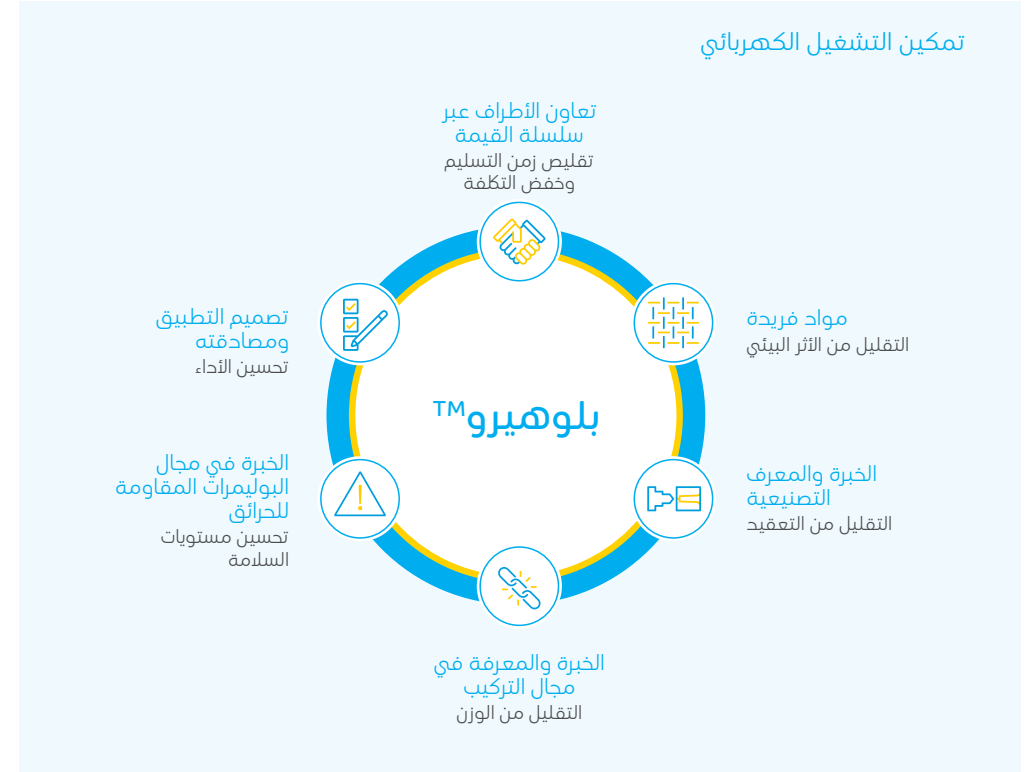 تمكين التشغيل الكهربائي
تعاون الأطراف عبر
سلسلة القيمة
تقليص زمن التسليم
وخفض التكلفة
مواد فريدة
التقليل من الأثر البيئي
الخبرة والمعرف
التصنيعية
التقليل من التعقيد
الخبرة والمعرفة في
مجال التركيب
التقليل من الوزن
الخبرة في مجال
البوليمرات المقاومة
للحرائق
تحسين مستويات
السلامة
تصميم التطبيق
ومصادقته
تحسين الأداء
بلوهيرو™